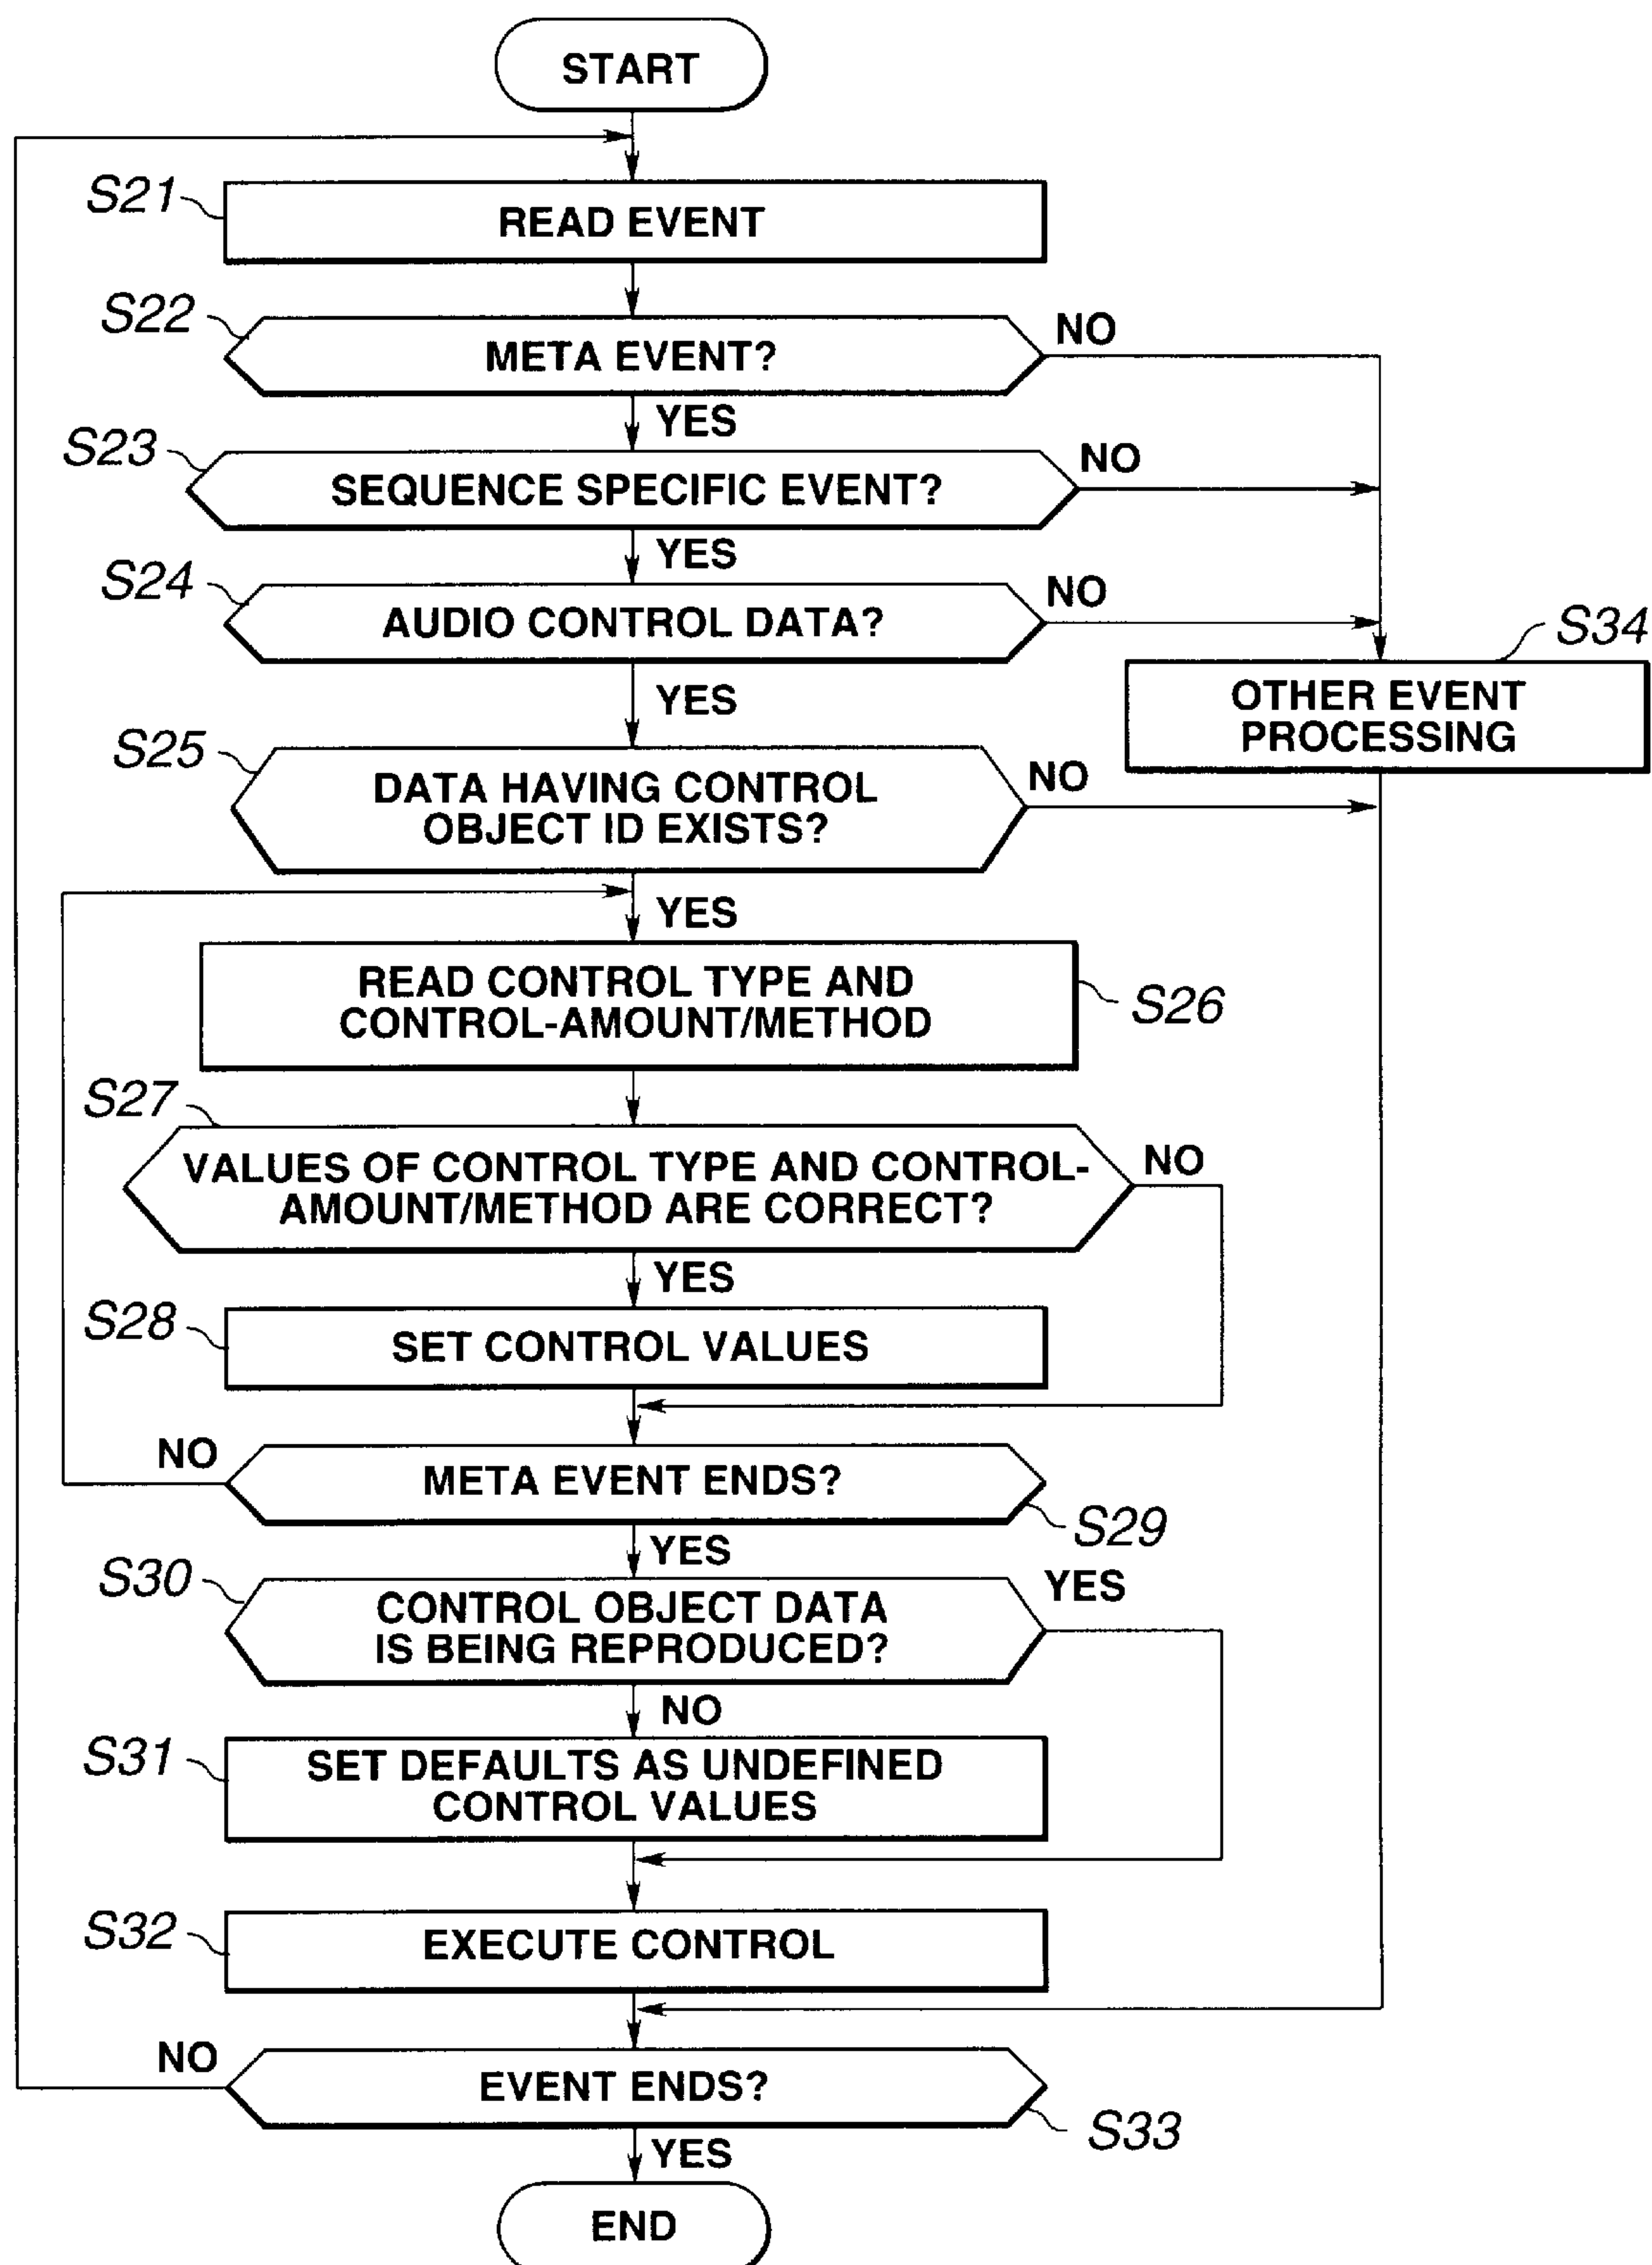 START
S21
READ EVENT
S22
META EVENT?
NO
YES
S23
SEQUENCE SPECIFIC EVENT?
NO
YES
S24
AUDIO CONTROL DATA?
NO
YES
S34
OTHER EVENT
PROCESSING
S25
DATA HAVING CONTROL
OBJECT ID EXISTS?
NO
YES
READ CONTROL TYPE AND
CONTROL-AMOUNT/METHOD
S26
S27
VALUES OF CONTROL TYPE AND CONTROL-
AMOUNT/METHOD ARE CORRECT?
NO
YES
S28
SET CONTROL VALUES
NO
META EVENT ENDS?
S29
YES
S30
CONTROL OBJECT DATA
IS BEING REPRODUCED?
YES
NO
S31
SET DEFAULTS AS UNDEFINED
CONTROL VALUES
S32
EXECUTE CONTROL
NO
EVENT ENDS?
S33
YES
END